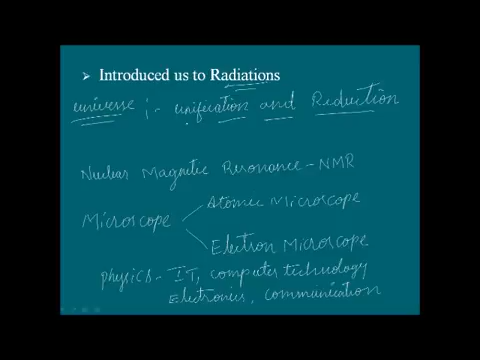 Introduced us to Radiations
universe :- unification and Reduction
Nuclear Magnetic Resonance - NMR
Atomic Microscope
Microscope
Electron Microscope
physics - IT, computer technology
Electronics, communication